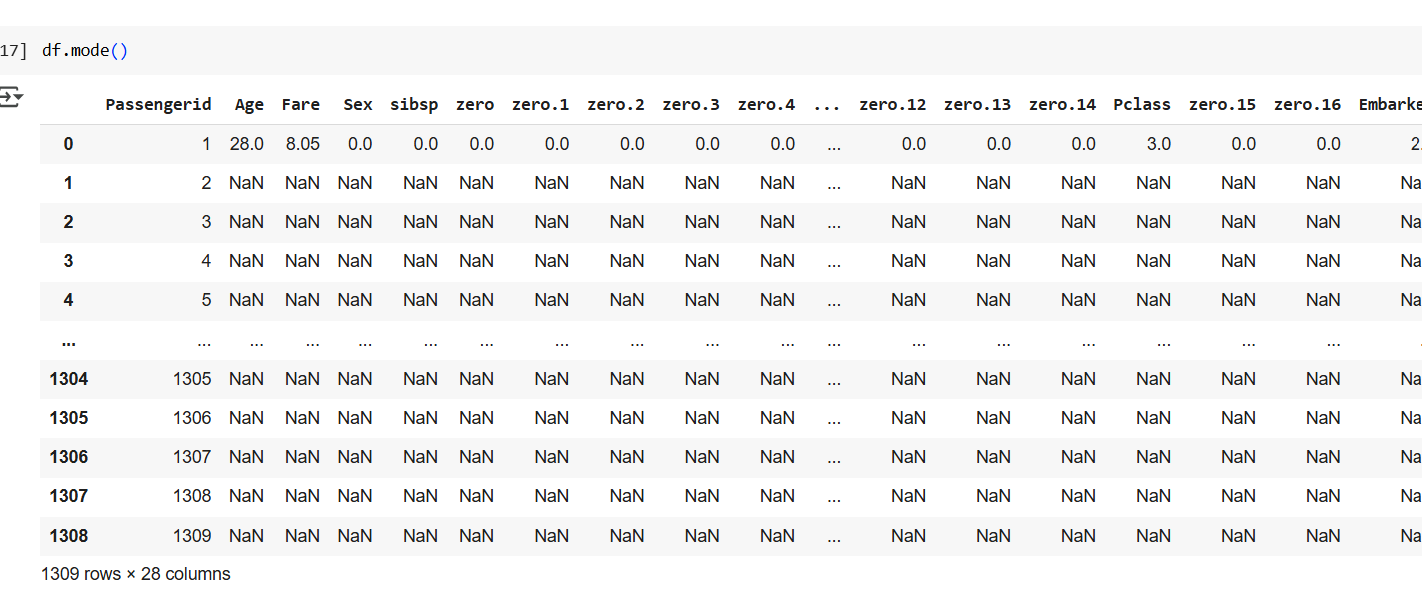 17] df.mode()
Passengerid Age Fare Sex sibsp zero zero.1 zero.2 zero.3 zero.4 ... zero.12 zero.13 zero.14 Pclass zero.15 zero.16 Embarke
0 1 28.0 8.05 0.0 0.0 0.0 0.0 0.0 0.0 0.0 ... 0.0 0.0 0.0 3.0 0.0 0.0 2.
1 2 NaN NaN NaN NaN NaN NaN NaN NaN NaN ... NaN NaN NaN NaN NaN NaN Na
2 3 NaN NaN NaN NaN NaN NaN NaN NaN NaN ... NaN NaN NaN NaN NaN NaN Na
3 4 NaN NaN NaN NaN NaN NaN NaN NaN NaN ... NaN NaN NaN NaN NaN NaN Na
4 5 NaN NaN NaN NaN NaN NaN NaN NaN NaN ... NaN NaN NaN NaN NaN NaN Na
... ... ... ... ... ... ... ... ... ... ... ... ... ... ... ... ... ... .
1304 1305 NaN NaN NaN NaN NaN NaN NaN NaN NaN ... NaN NaN NaN NaN NaN NaN Na
1305 1306 NaN NaN NaN NaN NaN NaN NaN NaN NaN ... NaN NaN NaN NaN NaN NaN Na
1306 1307 NaN NaN NaN NaN NaN NaN NaN NaN NaN ... NaN NaN NaN NaN NaN NaN Na
1307 1308 NaN NaN NaN NaN NaN NaN NaN NaN NaN ... NaN NaN NaN NaN NaN NaN Na
1308 1309 NaN NaN NaN NaN NaN NaN NaN NaN NaN ... NaN NaN NaN NaN NaN NaN Na
1309 rows × 28 columns